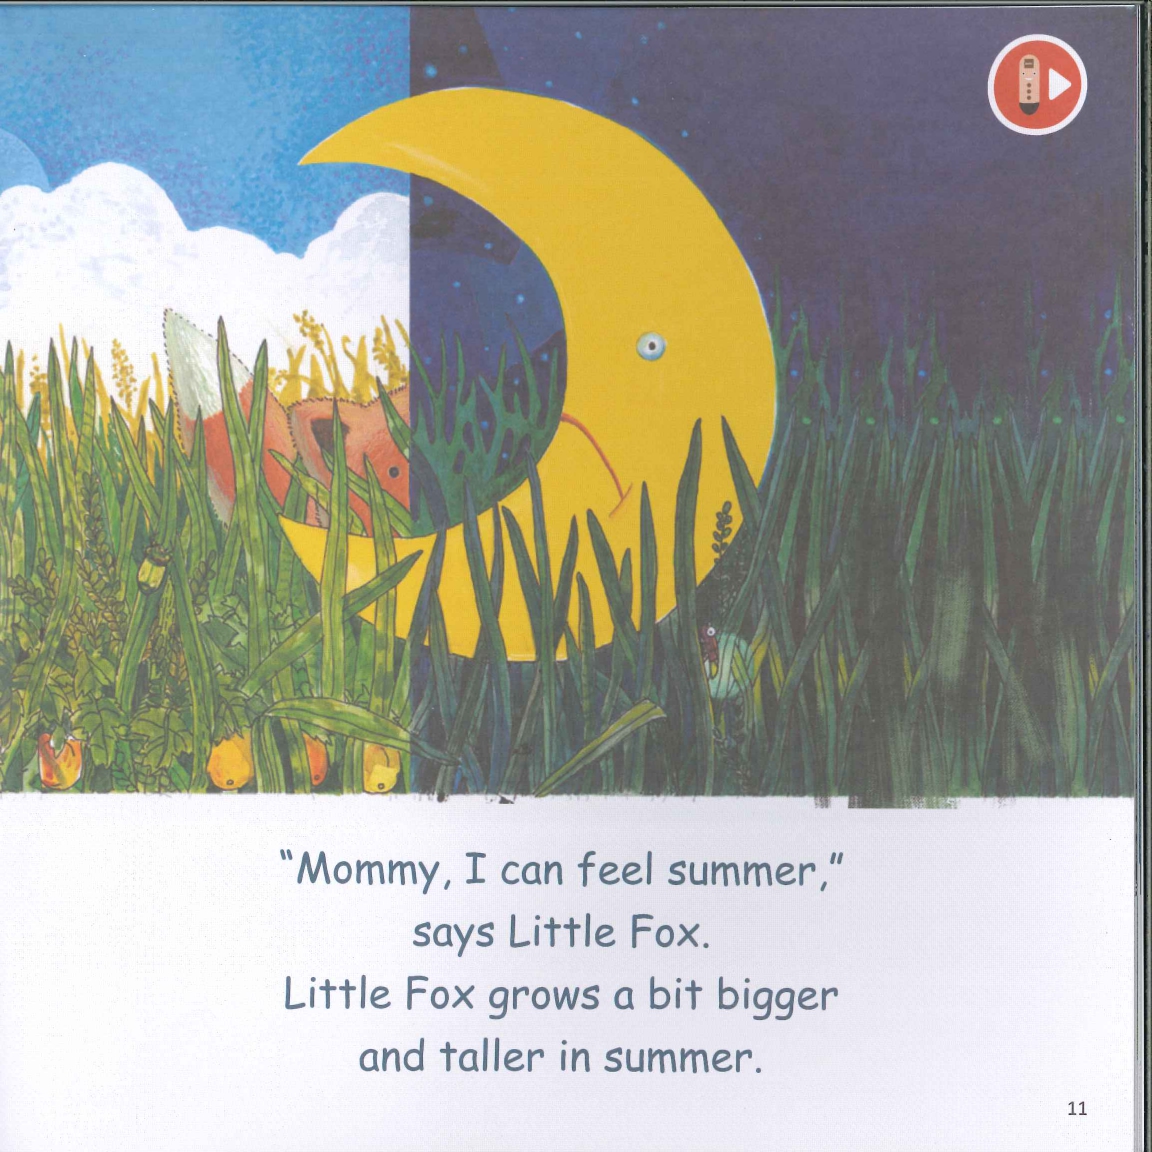 “Mommy, I can feel summer,”
says Little Fox.
Little Fox grows a bit bigger
and taller in summer.
11